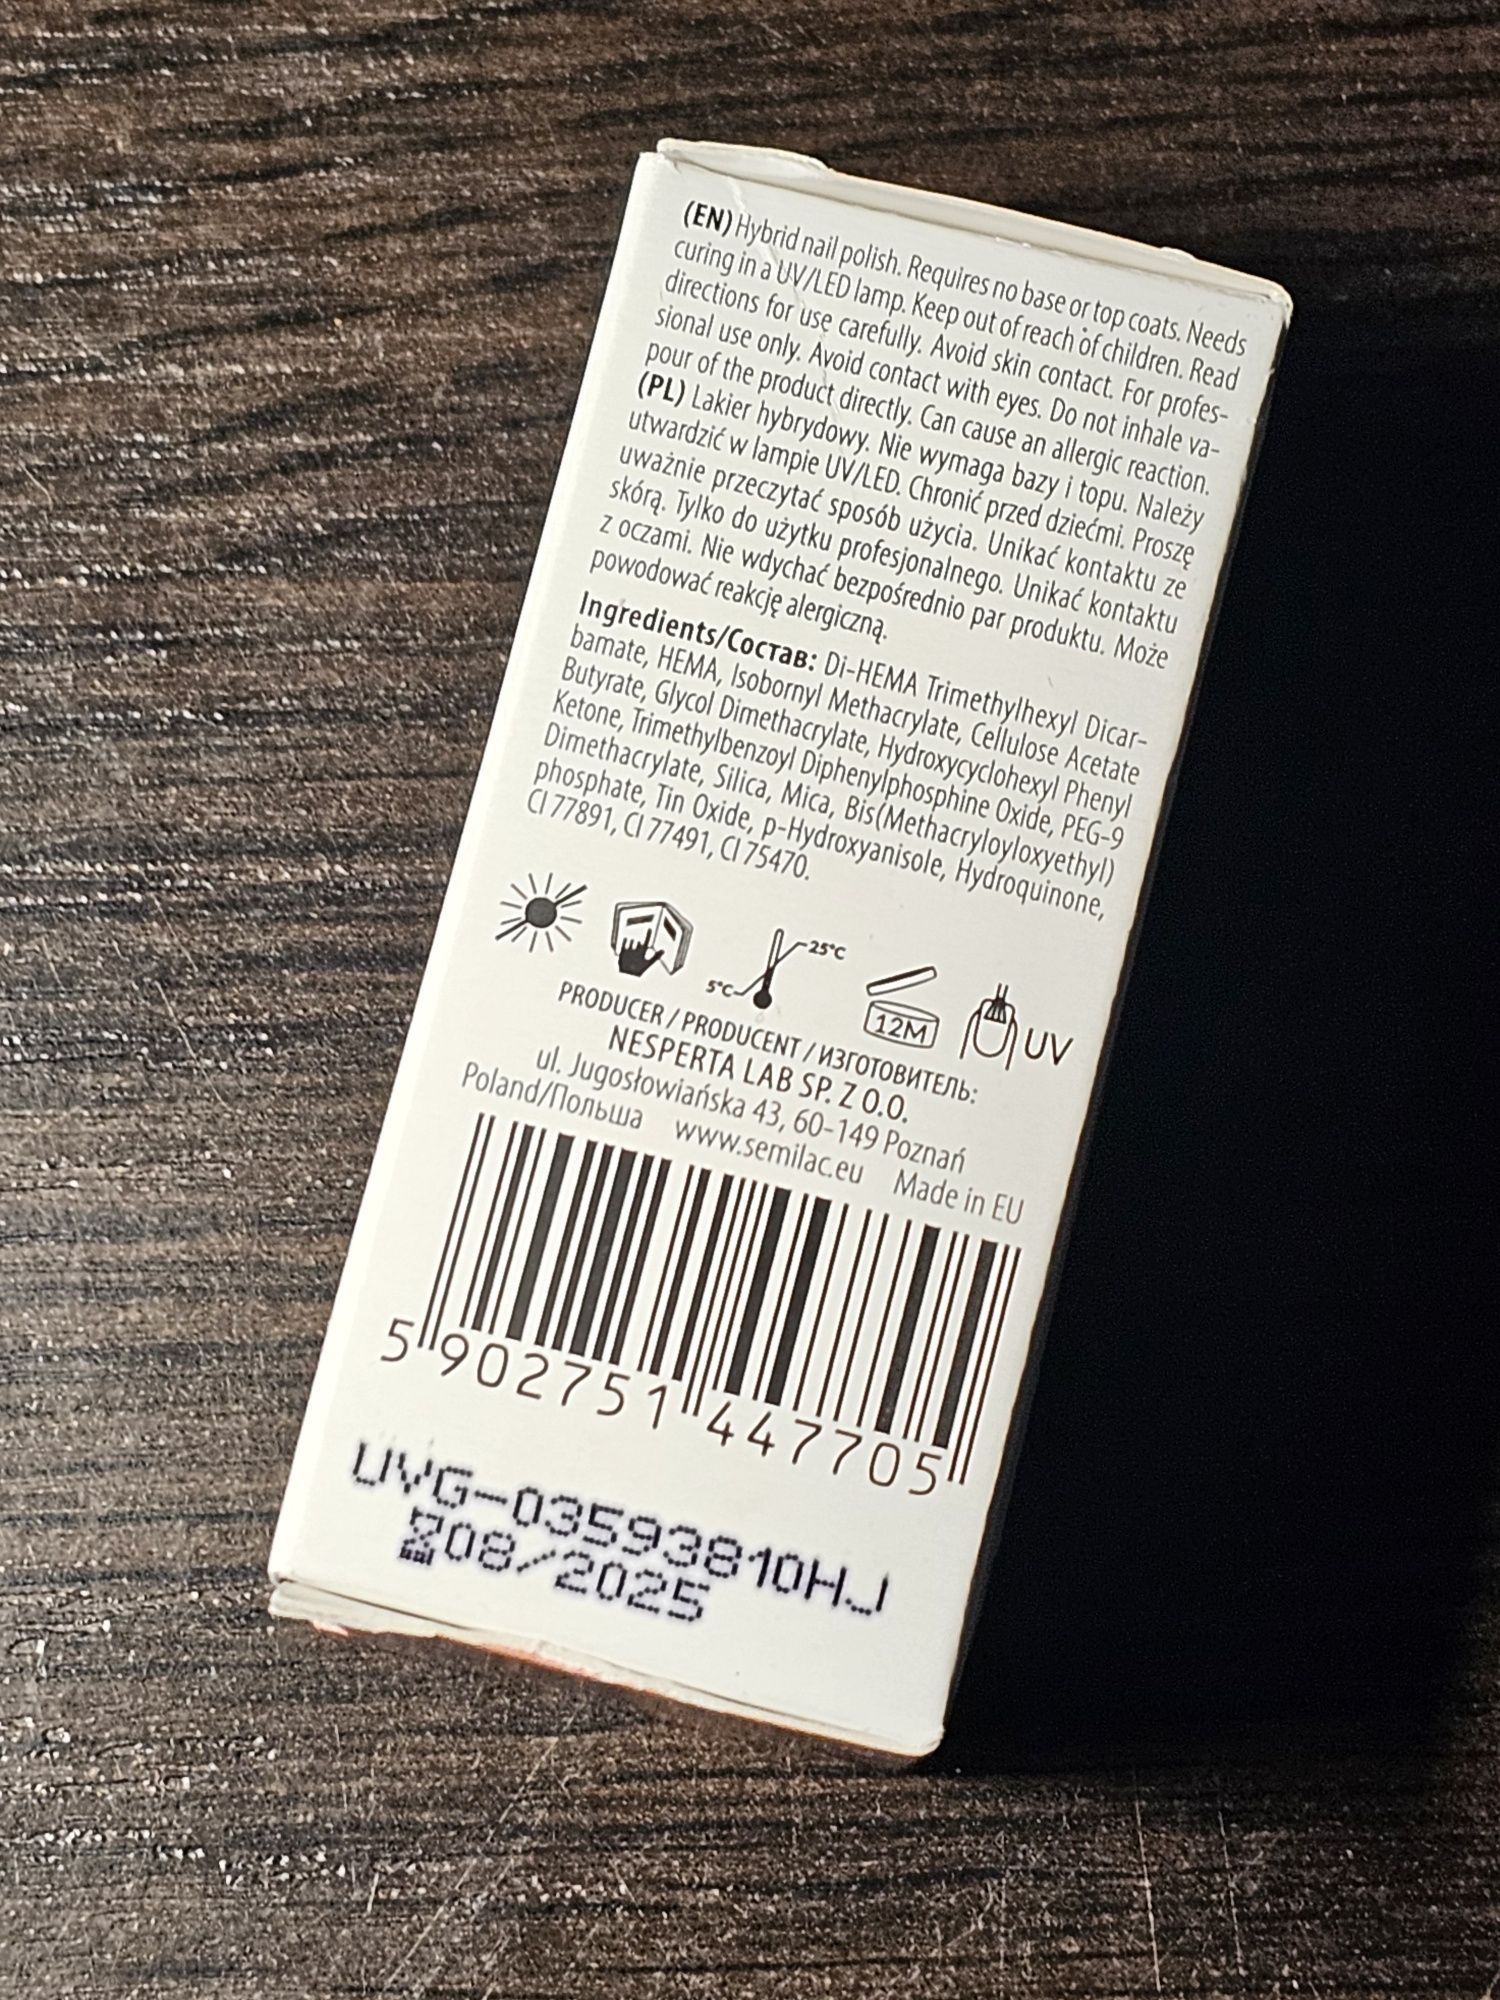 (EN) Hybrid nail polish. Requires no base or top coats. Needs
curing in a UV/LED lamp. Keep out of reach of children. Read
directions for use carefully. Avoid skin contact. For profes-
sional use only. Avoid contact with eyes. Do not inhale va-
pour of the product directly. Can cause an allergic reaction.
(PL) Lakier hybrydowy. Nie wymaga bazy i topu. Należy
utwardzić w lampie UV/LED. Chronić przed dziećmi. Proszę
uważnie przeczytać sposób użycia. Unikać kontaktu ze
skórą. Tylko do użytku profesjonalnego. Unikać kontaktu
z oczami. Nie wdychać bezpośrednio par produktu. Może
powodować reakcję alergiczną.
Ingredients/Состав: Di-HEMA Trimethylhexyl Dicar-
bamate, HEMA, Isobornyl Methacrylate, Cellulose Acetate
Butyrate, Glycol Dimethacrylate, Hydroxycyclohexyl Phenyl
Ketone, Trimethylbenzoyl Diphenylphosphine Oxide, PEG-9
Dimethacrylate, Silica, Mica, Bis(Methacryloyloxyethyl)
phosphate, Tin Oxide, p-Hydroxyanisole, Hydroquinone,
CI 77891, CI 77491, CI 75470.
25°C
5°C
12M
UV
PRODUCER / PRODUCENT / ИЗГОТОВИТЕЛЬ:
NESPERTA LAB SP. Z O.O.
ul. Jugosłowiańska 43, 60-149 Poznań
Poland/Польша www.semilac.eu Made in EU
5 902751 447705
UVG-03593810HJ
08/2025